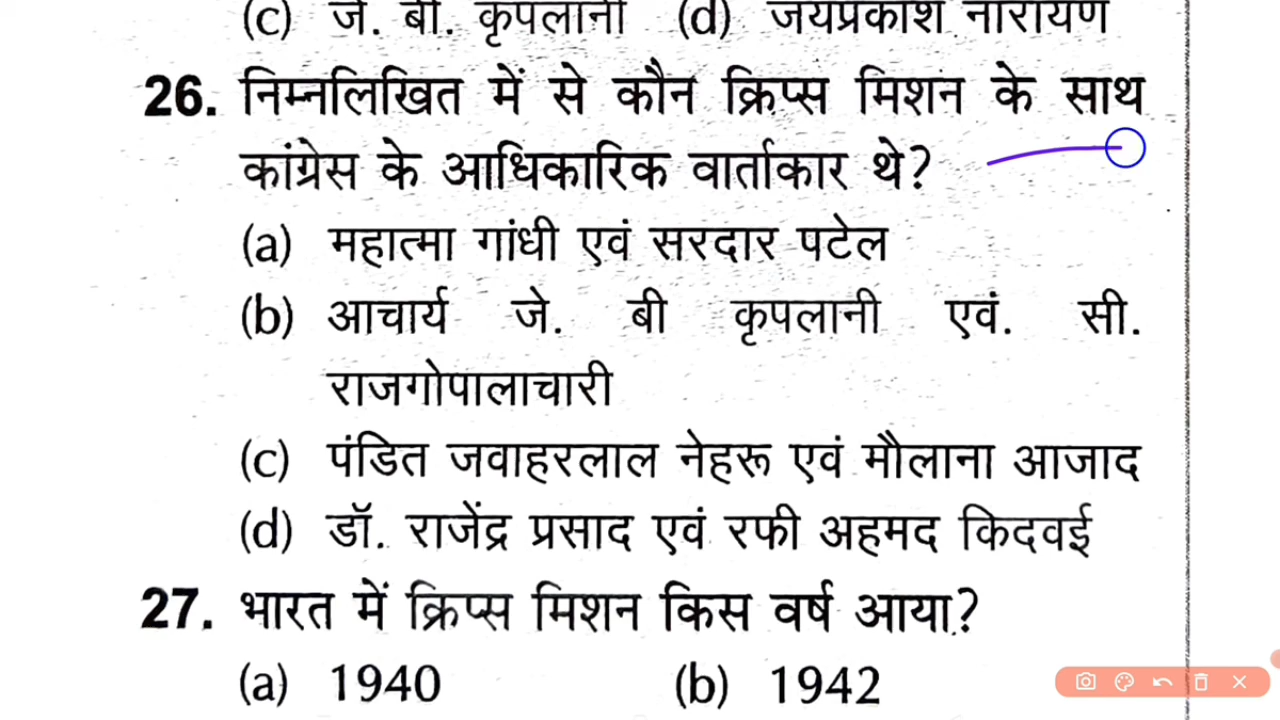 (c) जे. बी. कृपलानी (d) जयप्रकाश नारायण
26. निम्नलिखित में से कौन क्रिप्स मिशन के साथ
कांग्रेस के आधिकारिक वार्ताकार थे?
(a) महात्मा गांधी एवं सरदार पटेल
(b) आचार्य जे. बी कृपलानी एवं. सी.
राजगोपालाचारी
(c) पंडित जवाहरलाल नेहरू एवं मौलाना आजाद
(d) डॉ. राजेंद्र प्रसाद एवं रफी अहमद किदवई
27. भारत में क्रिप्स मिशन किस वर्ष आया?
(a) 1940 (b) 1942